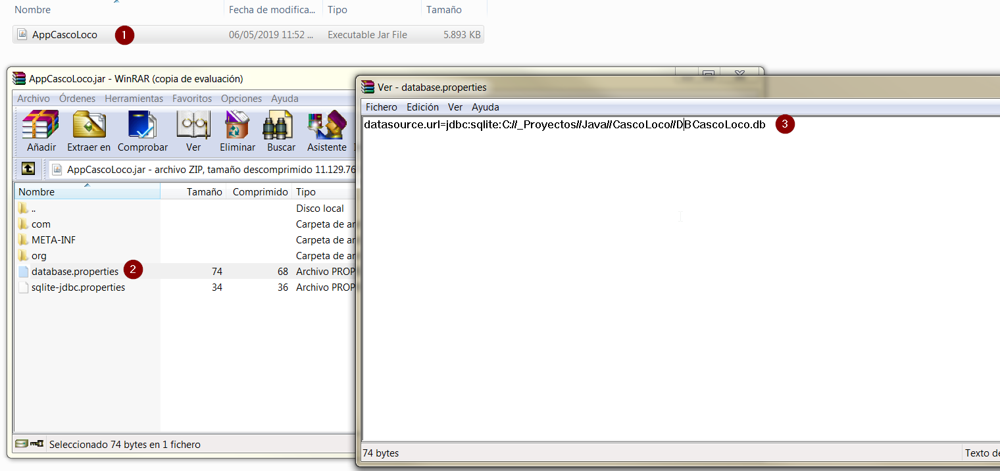 Nombre Fecha de modifica... Tipo Tamaño
AppCascoLoco 1 06/05/2019 11:52 ... Executable Jar File 5.893 KB
AppCascoLoco.jar - WinRAR (copia de evaluación)
Archivo Órdenes Herramientas Favoritos Opciones Ayuda
Añadir Extraer en Comprobar Ver Eliminar Buscar Asistente
AppCascoLoco.jar - archivo ZIP, tamaño descomprimido 11.129.76
Nombre Tamaño Comprimido Tipo
.. Disco local
com Carpeta de ar
META-INF Carpeta de ar
org Carpeta de ar
database.properties 2 74 68 Archivo PROP
sqlite-jdbc.properties 34 36 Archivo PROP
Seleccionado 74 bytes en 1 fichero
Ver - database.properties
Fichero Edición Ver Ayuda
datasource.url=jdbc:sqlite:C://_Proyectos//Java//CascoLoco//DBCascoLoco.db 3
74 bytes Texto de